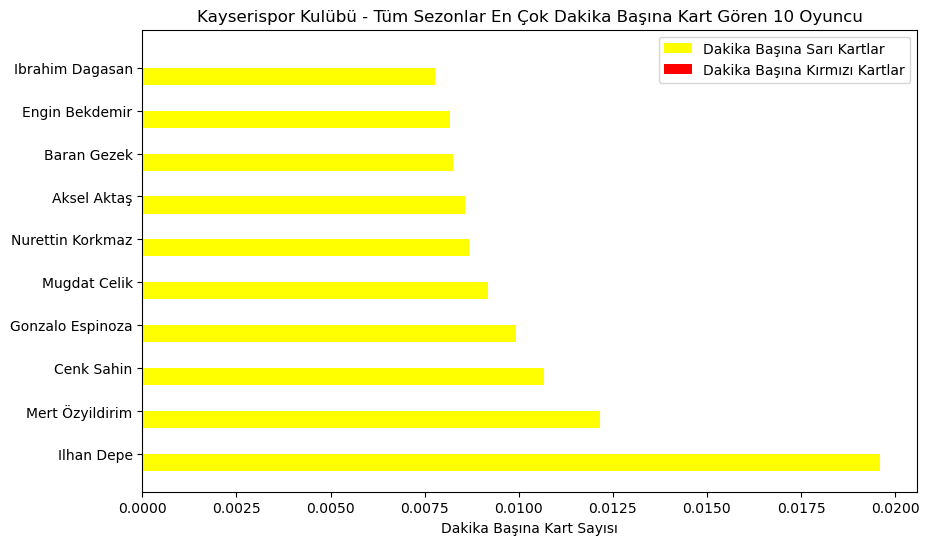 Kayserispor Kulübü - Tüm Sezonlar En Çok Dakika Başına Kart Gören 10 Oyuncu
Dakika Başına Sarı Kartlar
Dakika Başına Kırmızı Kartlar
Ibrahim Dagasan
Engin Bekdemir
Baran Gezek
Aksel Aktaş
Nurettin Korkmaz
Mugdat Celik
Gonzalo Espinoza
Cenk Sahin
Mert Özyildirim
Ilhan Depe
0.0000 0.0025 0.0050 0.0075 0.0100 0.0125 0.0150 0.0175 0.0200
Dakika Başına Kart Sayısı